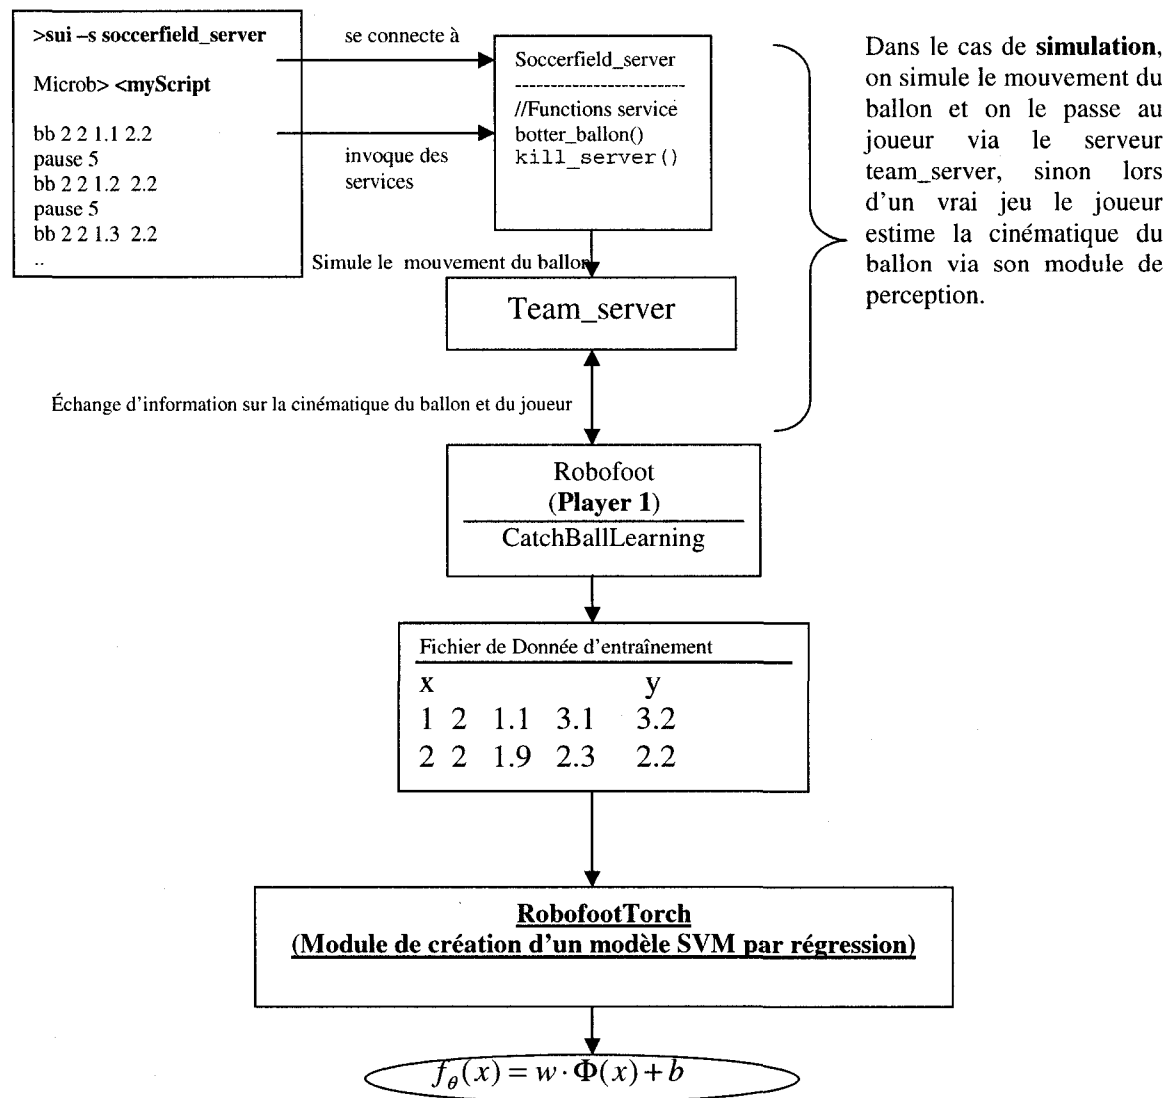 >sui –s soccerfield_server
Microb> <myScript
bb 2 2 1.1 2.2
pause 5
bb 2 2 1.2 2.2
pause 5
bb 2 2 1.3 2.2
..
se connecte à
invoque des
services
Soccerfield_server
------------------------
//Functions service
botter_ballon()
kill_server()
Dans le cas de simulation,
on simule le mouvement du
ballon et on le passe au
joueur via le serveur
team_server, sinon lors
d'un vrai jeu le joueur
estime la cinématique du
ballon via son module de
perception.
Simule le mouvement du ballon
Team_server
Échange d'information sur la cinématique du ballon et du joueur
Robofoot
(Player 1)
CatchBallLearning
Fichier de Donnée d'entraînement
x y
1 2 1.1 3.1 3.2
2 2 1.9 2.3 2.2
RobofootTorch
(Module de création d'un modèle SVM par régression)
f_θ(x) = w · Φ(x) + b